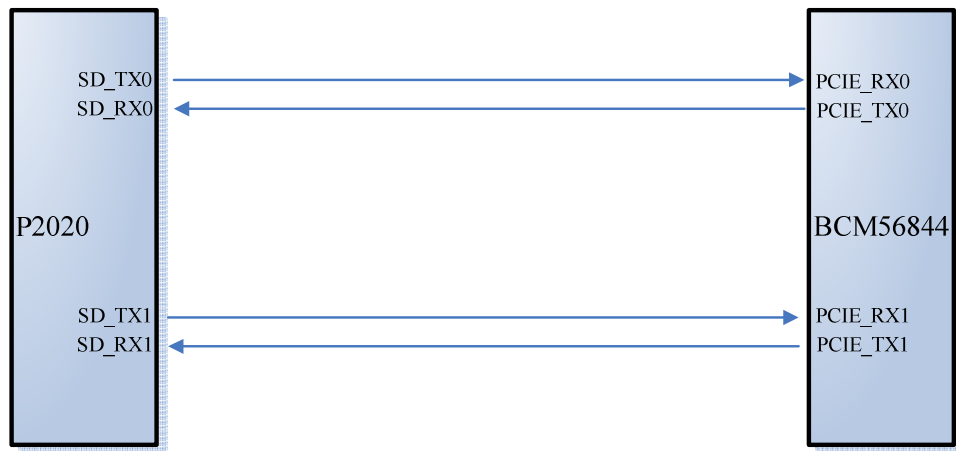 SD_TX0
SD_RX0
P2020
SD_TX1
SD_RX1
PCIE_RX0
PCIE_TX0
BCM56844
PCIE_RX1
PCIE_TX1